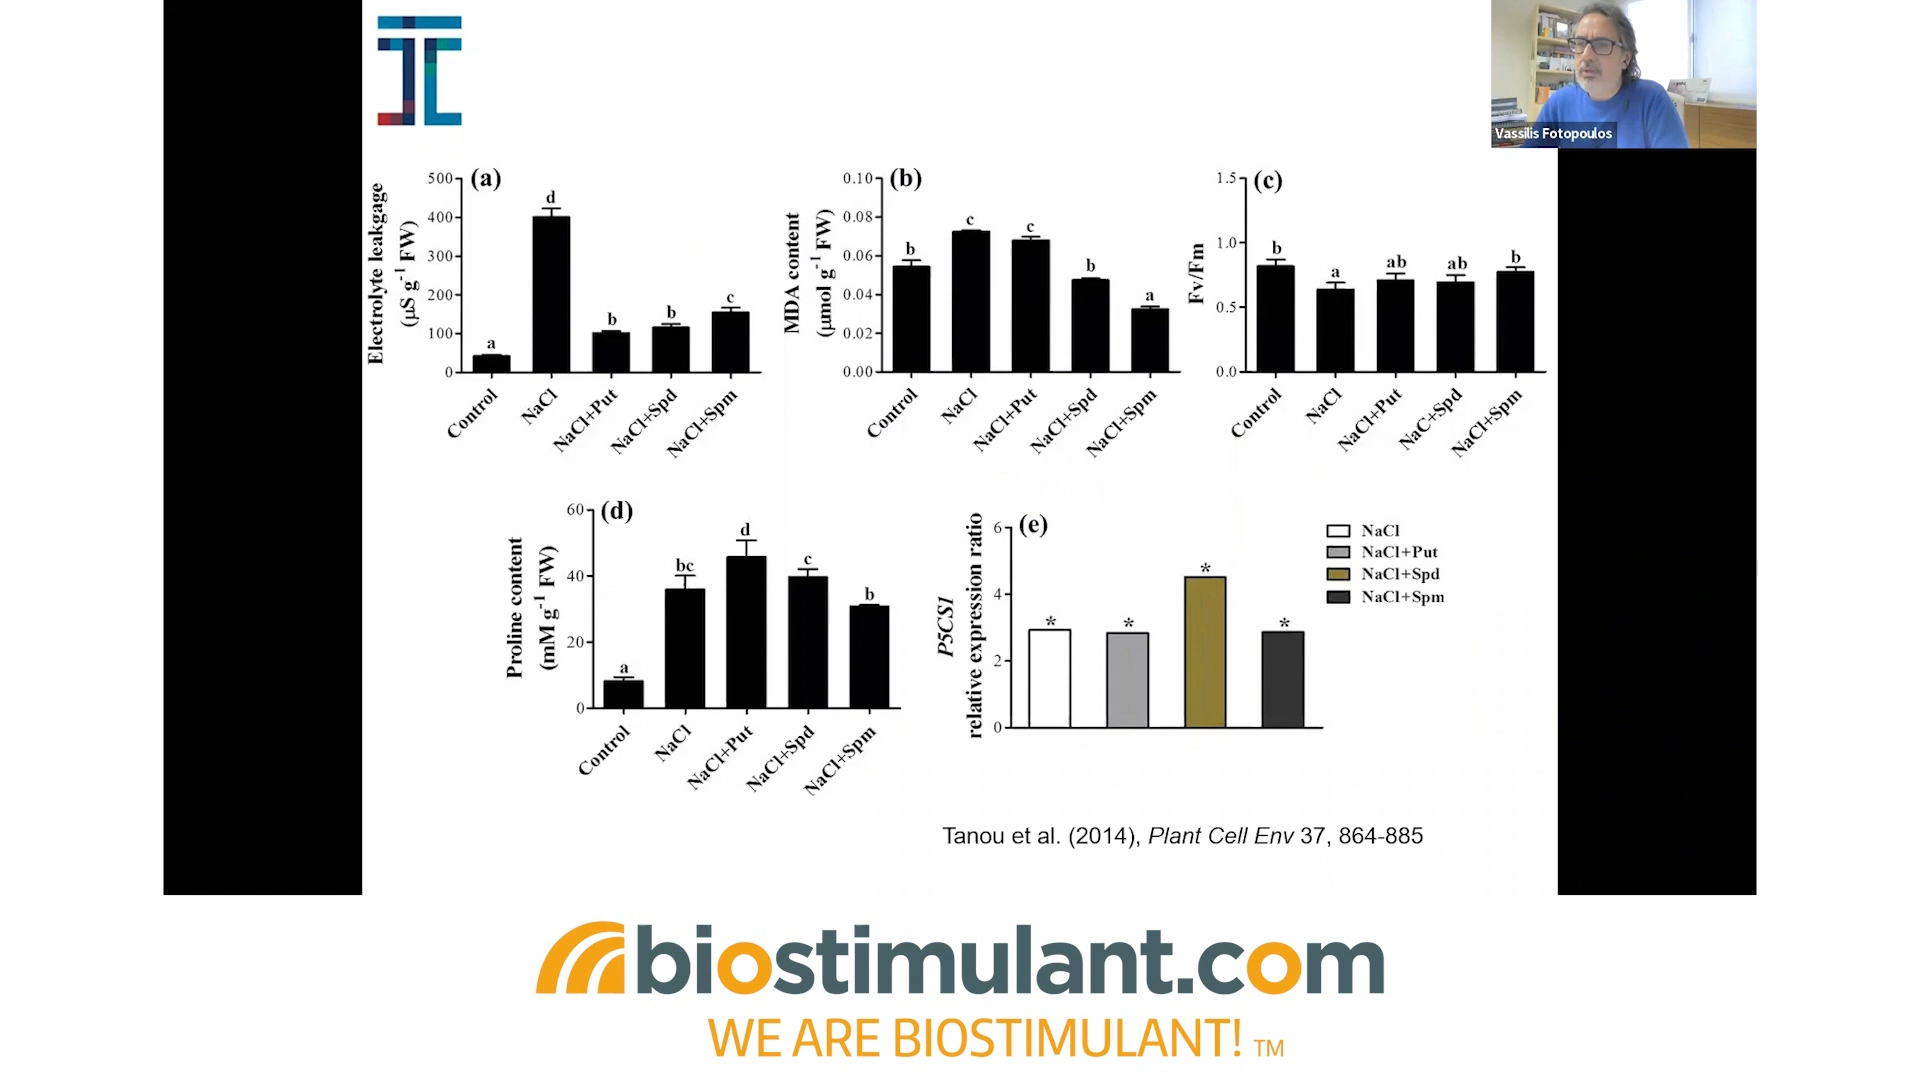 Vassilis Fotopoulos
(a)
Electrolyte leakgage
(µS g-1 FW)
500
400
300
200
100
0
a
d
b
b
c
Control
NaCl
NaCl+Put
NaCl+Spd
NaCl+Spm
(b)
MDA content
(µmol g-1 FW)
0.10
0.08
0.06
0.04
0.02
0.00
b
c
c
b
a
Control
NaCl
NaCl+Put
NaCl+Spd
NaCl+Spm
(c)
Fv/Fm
1.5
1.0
0.5
0.0
b
a
ab
ab
b
Control
NaCl
NaCl+Put
NaC+Spd
NaCl+Spm
(d)
Proline content
(mM g-1 FW)
60
40
20
0
a
bc
d
c
b
Control
NaCl
NaCl+Put
NaCl+Spd
NaCl+Spm
(e)
P5CS1
relative expression ratio
6
4
2
0
*
*
*
*
NaCl
NaCl+Put
NaCl+Spd
NaCl+Spm
Tanou et al. (2014), Plant Cell Env 37, 864-885
biostimulant.com
WE ARE BIOSTIMULANT! TM